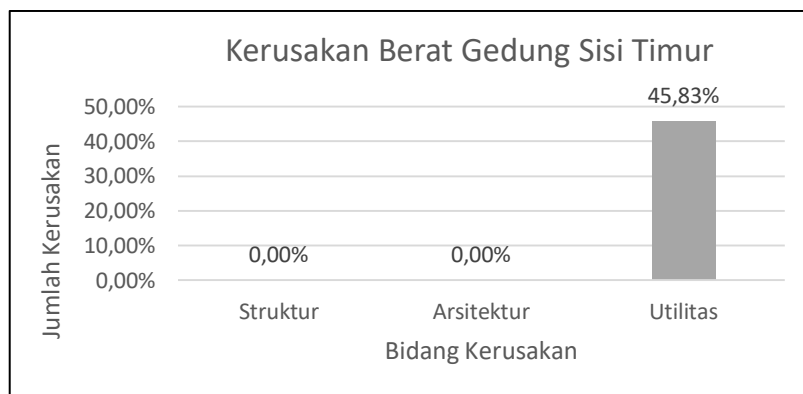 Kerusakan Berat Gedung Sisi Timur
Jumlah Kerusakan
50,00%
40,00%
30,00%
20,00%
10,00%
0,00%
0,00%
0,00%
45,83%
Struktur
Arsitektur
Utilitas
Bidang Kerusakan